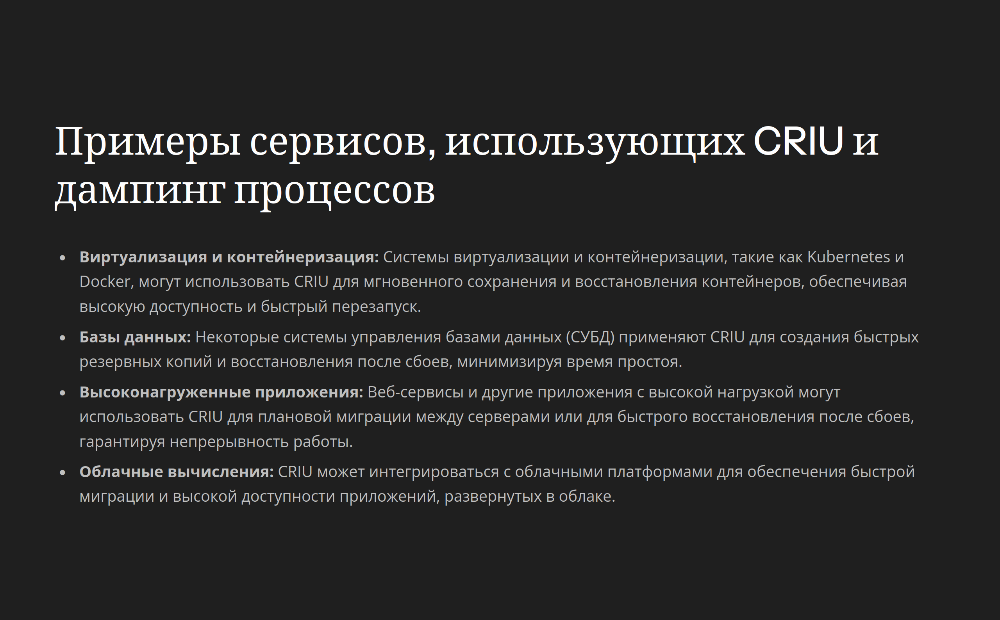 Примеры сервисов, использующих CRIU и
дампинг процессов
• Виртуализация и контейнеризация: Системы виртуализации и контейнеризации, такие как Kubernetes и
Docker, могут использовать CRIU для мгновенного сохранения и восстановления контейнеров, обеспечивая
высокую доступность и быстрый перезапуск.
• Базы данных: Некоторые системы управления базами данных (СУБД) применяют CRIU для создания быстрых
резервных копий и восстановления после сбоев, минимизируя время простоя.
• Высоконагруженные приложения: Веб-сервисы и другие приложения с высокой нагрузкой могут
использовать CRIU для плановой миграции между серверами или для быстрого восстановления после сбоев,
гарантируя непрерывность работы.
• Облачные вычисления: CRIU может интегрироваться с облачными платформами для обеспечения быстрой
миграции и высокой доступности приложений, развернутых в облаке.